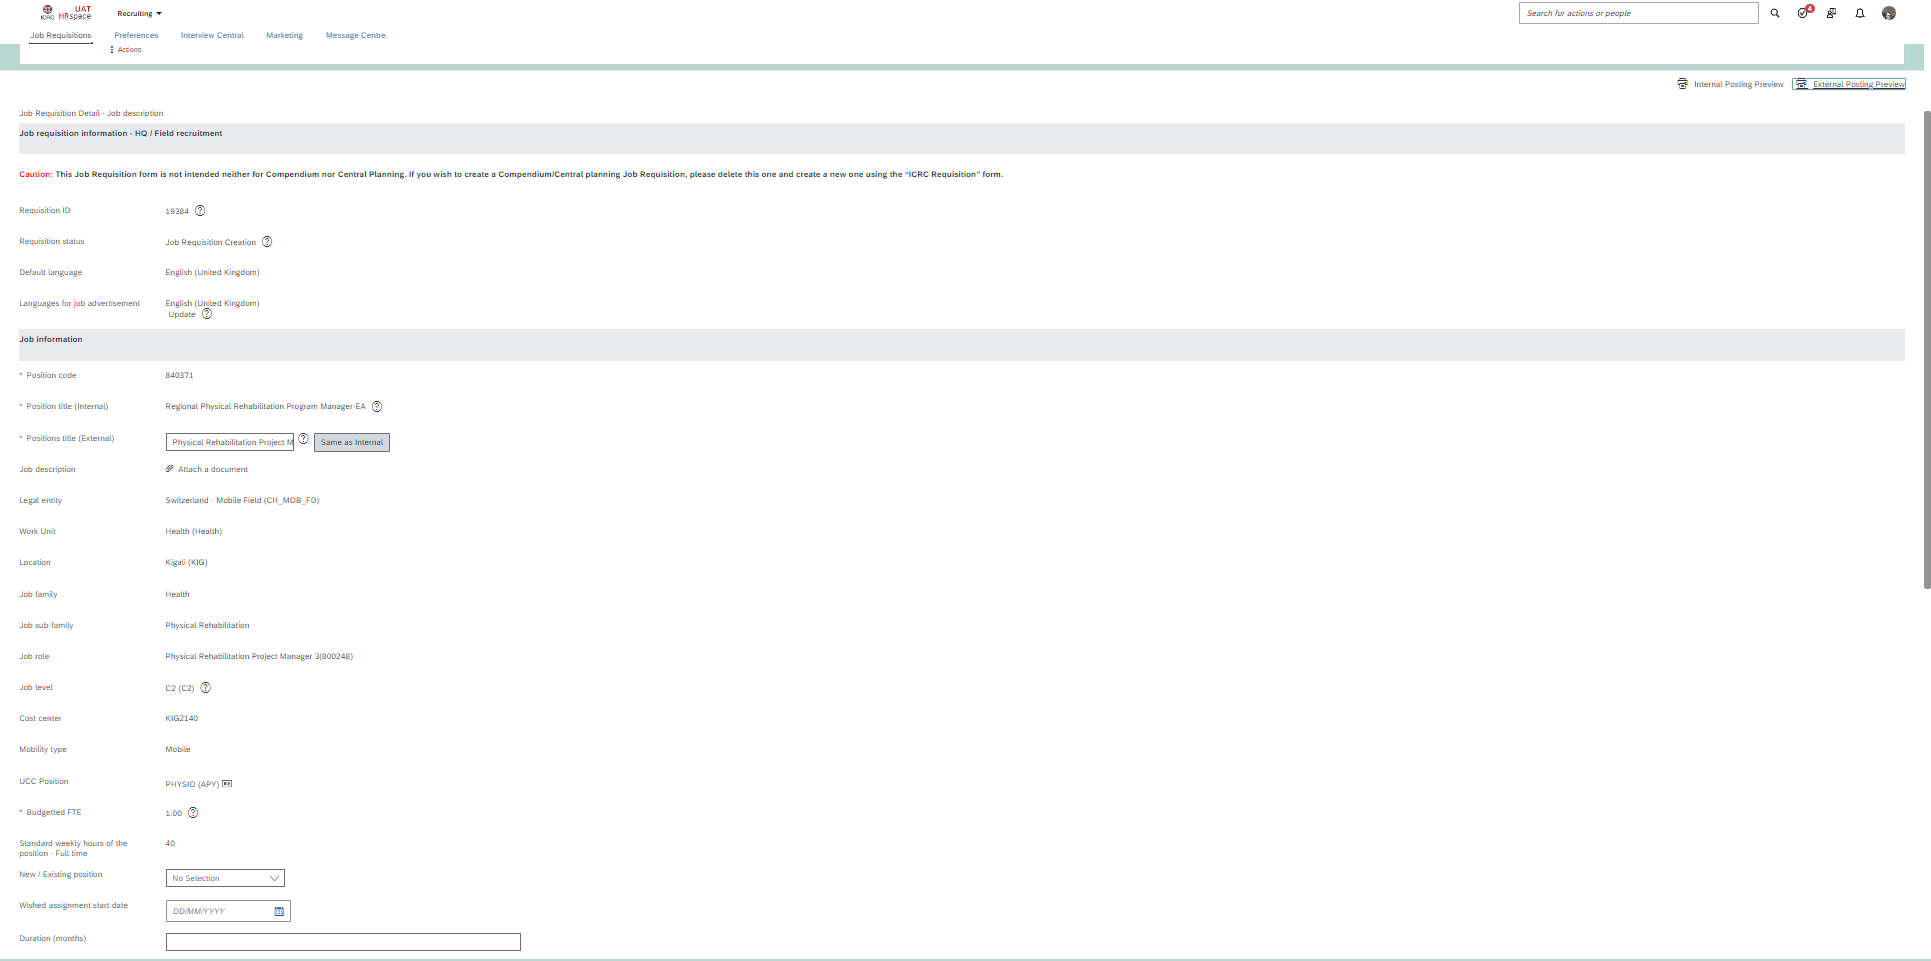 ICRC UAT HRspace Recruiting Search for actions or people 4
Job Requisitions Preferences Interview Central Marketing Message Centre
Actions
Internal Posting Preview External Posting Preview
Job Requisition Detail - Job description
Job requisition information - HQ / Field recruitment
Caution: This Job Requisition form is not intended neither for Compendium nor Central Planning. If you wish to create a Compendium/Central planning Job Requisition, please delete this one and create a new one using the “ICRC Requisition” form.
Requisition ID 19384 ?
Requisition status Job Requisition Creation ?
Default language English (United Kingdom)
Languages for job advertisement English (United Kingdom)
Update ?
Job information
* Position code 840371
* Position title (Internal) Regional Physical Rehabilitation Program Manager-EA ?
* Positions title (External) Physical Rehabilitation Project M ? Same as Internal
Job description Attach a document
Legal entity Switzerland - Mobile Field (CH_MOB_FD)
Work Unit Health (Health)
Location Kigali (KIG)
Job family Health
Job sub-family Physical Rehabilitation
Job role Physical Rehabilitation Project Manager 3(800248)
Job level C2 (C2) ?
Cost center KIG2140
Mobility type Mobile
UCC Position PHYSIO (APY)
* Budgetted FTE 1.00 ?
Standard weekly hours of the position - Full time 40
New / Existing position No Selection
Wished assignment start date DD/MM/YYYY
Duration (months)